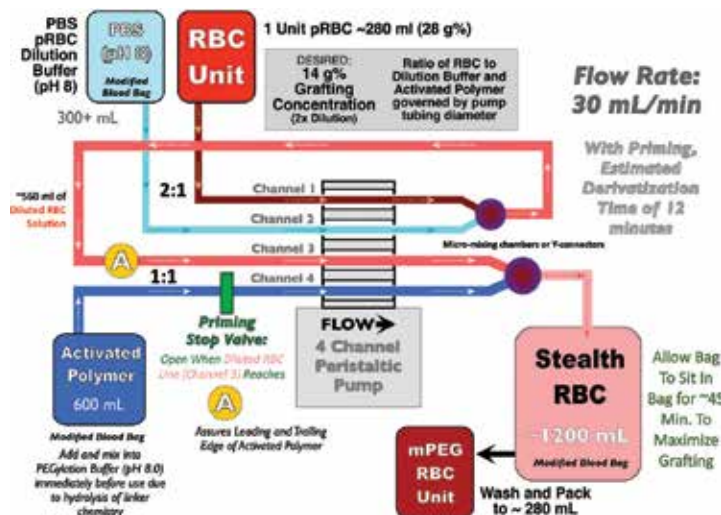 PBS
pRBC
Dilution
Buffer
(pH 8)
PBS
(pH 8)
Modified
Blood Bag
300+ mL
RBC
Unit
1 Unit pRBC ~280 ml (28 g%)
DESIRED:
14 g%
Grafting
Concentration
(2x Dilution)
Ratio of RBC to
Dilution Buffer and
Activated Polymer
governed by pump
tubing diameter
Flow Rate:
30 mL/min
With Priming,
Estimated
Derivatization
Time of 12
minutes
~560 ml of
Diluted RBC
Solution
2:1
Channel 1
Channel 2
Channel 3
Channel 4
Micro-mixing chambers or Y-connectors
A
1:1
Priming
Stop Valve:
Open When Diluted RBC
Line (Channel 3) Reaches
A
Assures Leading and Trailing
Edge of Activated Polymer
FLOW
4 Channel
Peristaltic
Pump
Activated
Polymer
600 mL
Modified Blood Bag
Add and mix into
PEGylation Buffer (pH 8.0)
immediately before use due
to hydrolysis of linker
chemistry
Stealth
RBC
~1200 mL
Modified Blood Bag
Allow Bag
To Sit In
Bag for ~45
Min. To
Maximize
Grafting
mPEG
RBC
Unit
Wash and Pack
to ~ 280 mL